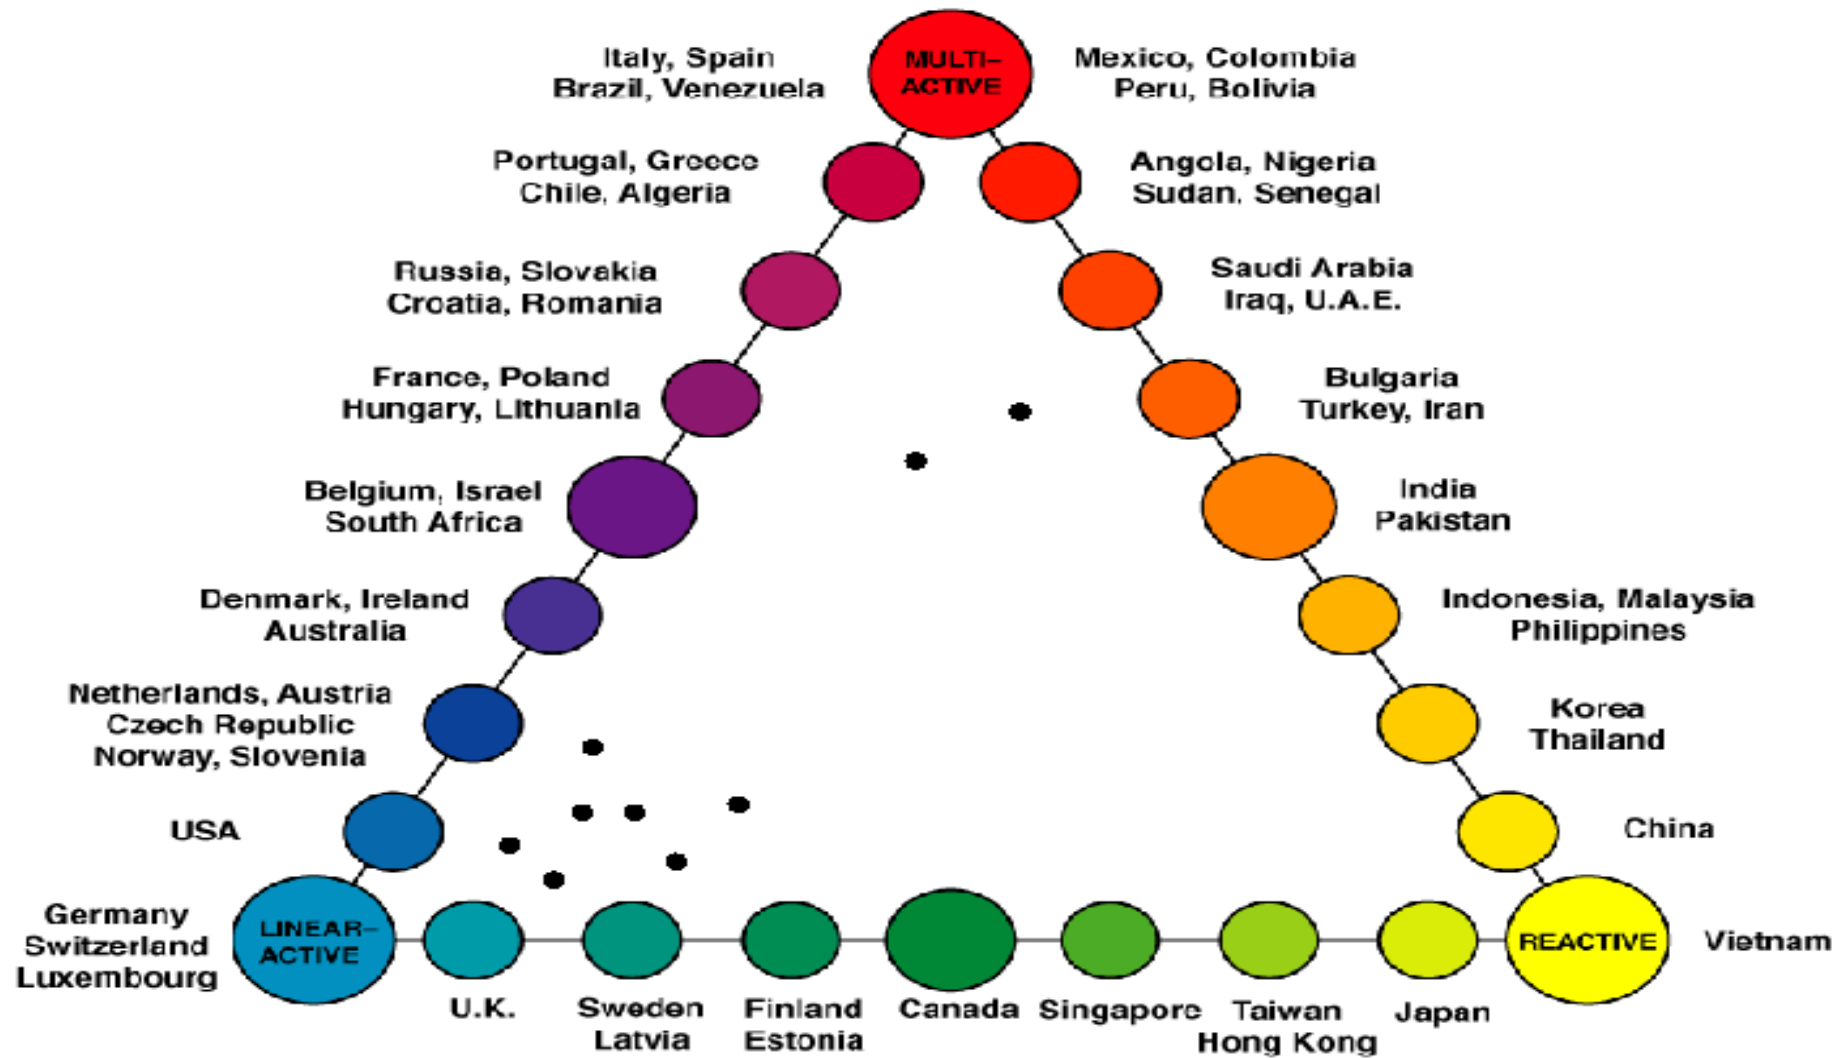 Italy, Spain
Brazil, Venezuela
MULTI-
ACTIVE
Mexico, Colombia
Peru, Bolivia
Portugal, Greece
Chile, Algeria
Angola, Nigeria
Sudan, Senegal
Russia, Slovakia
Croatia, Romania
Saudi Arabia
Iraq, U.A.E.
France, Poland
Hungary, Lithuania
Bulgaria
Turkey, Iran
Belgium, Israel
South Africa
India
Pakistan
Denmark, Ireland
Australia
Indonesia, Malaysia
Philippines
Netherlands, Austria
Czech Republic
Norway, Slovenia
Korea
Thailand
USA
China
Germany
Switzerland
Luxembourg
LINEAR-
ACTIVE
REACTIVE
Vietnam
U.K.
Sweden
Latvia
Finland
Estonia
Canada
Singapore
Taiwan
Hong Kong
Japan